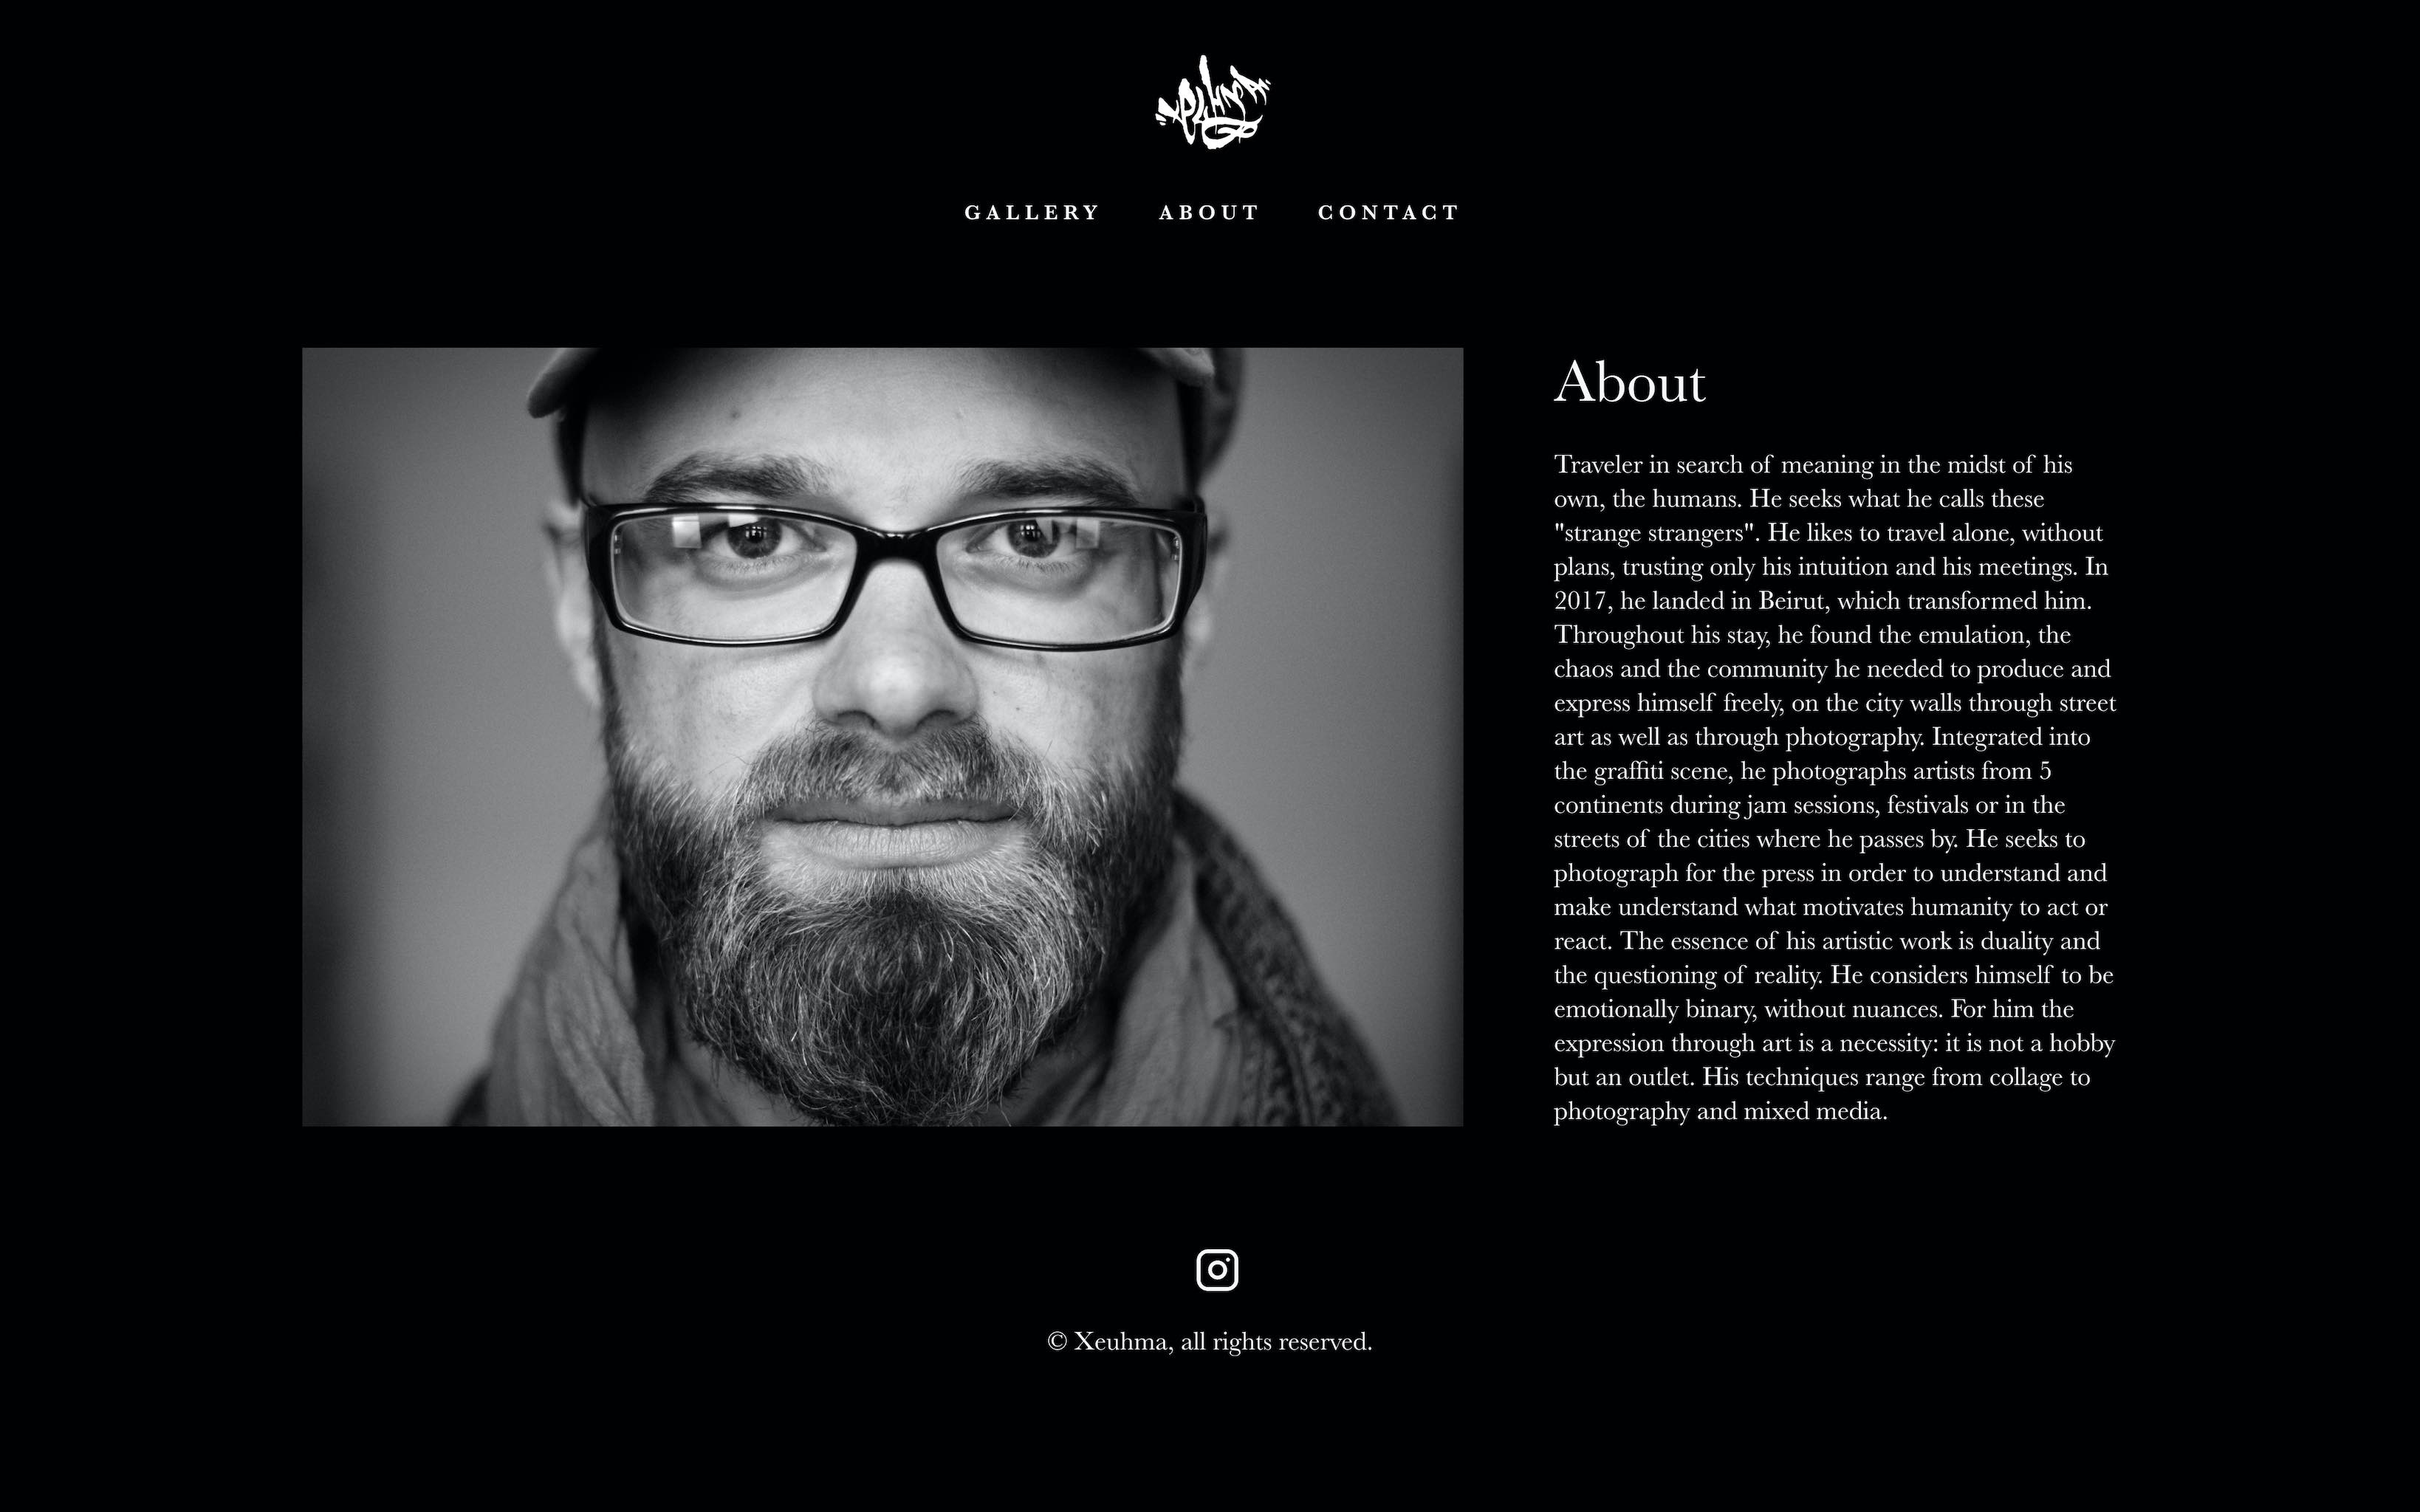 xeuhma
GALLERY ABOUT CONTACT
About
Traveler in search of meaning in the midst of his
own, the humans. He seeks what he calls these
"strange strangers". He likes to travel alone, without
plans, trusting only his intuition and his meetings. In
2017, he landed in Beirut, which transformed him.
Throughout his stay, he found the emulation, the
chaos and the community he needed to produce and
express himself freely, on the city walls through street
art as well as through photography. Integrated into
the graffiti scene, he photographs artists from 5
continents during jam sessions, festivals or in the
streets of the cities where he passes by. He seeks to
photograph for the press in order to understand and
make understand what motivates humanity to act or
react. The essence of his artistic work is duality and
the questioning of reality. He considers himself to be
emotionally binary, without nuances. For him the
expression through art is a necessity: it is not a hobby
but an outlet. His techniques range from collage to
photography and mixed media.
© Xeuhma, all rights reserved.